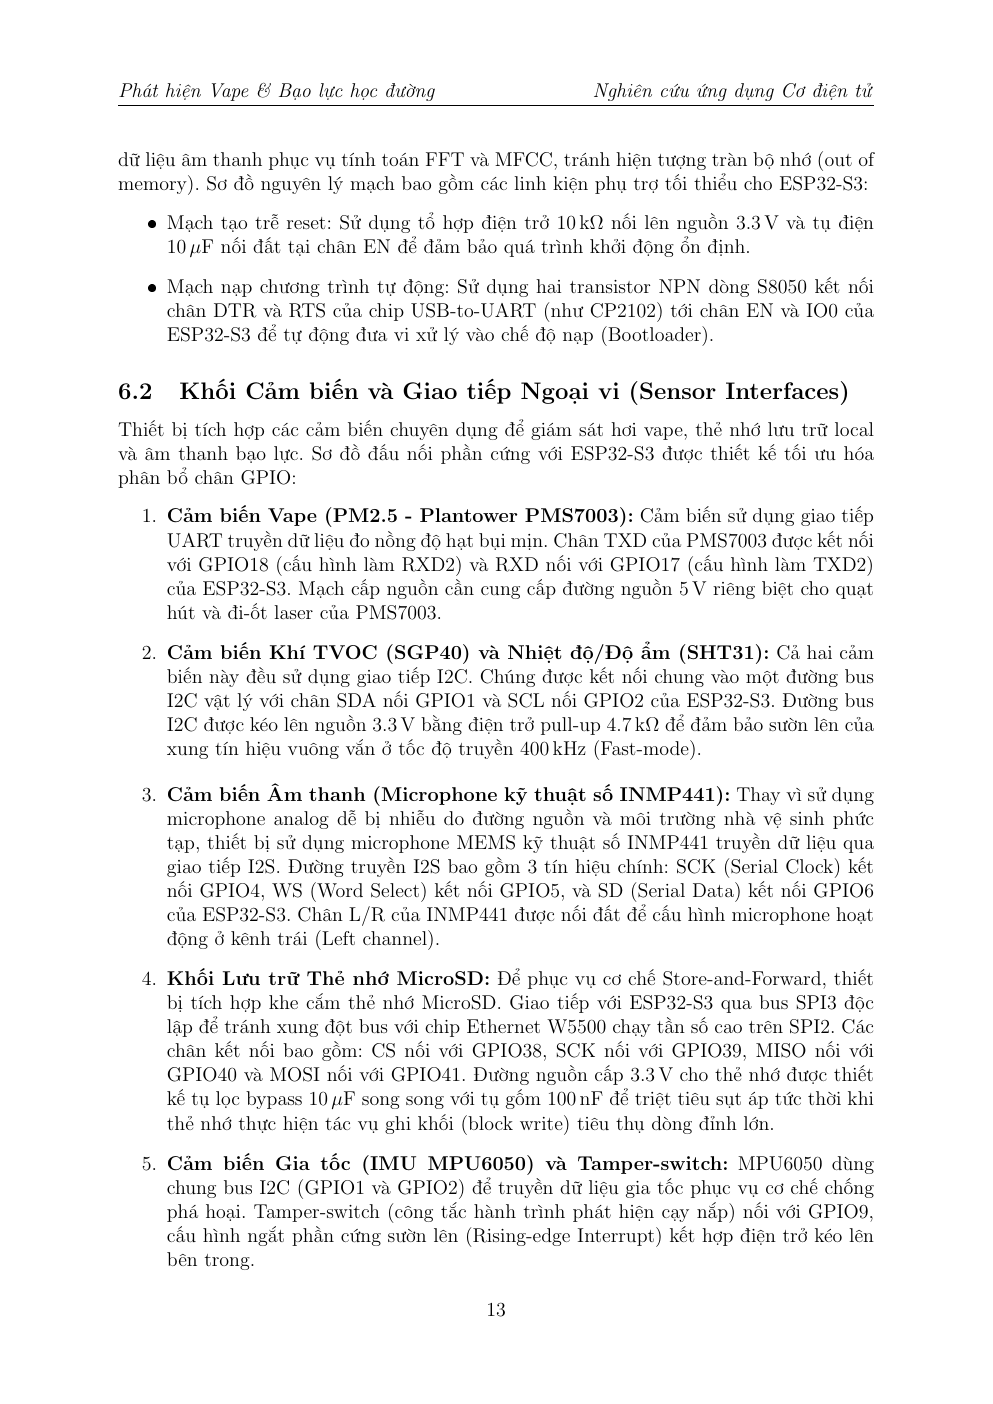 Phát hiện Vape & Bạo lực học đường Nghiên cứu ứng dụng Cơ điện tử
dữ liệu âm thanh phục vụ tính toán FFT và MFCC, tránh hiện tượng tràn bộ nhớ (out of
memory). Sơ đồ nguyên lý mạch bao gồm các linh kiện phụ trợ tối thiểu cho ESP32-S3:
• Mạch tạo trễ reset: Sử dụng tổ hợp điện trở 10 kΩ nối lên nguồn 3.3 V và tụ điện
10 µF nối đất tại chân EN để đảm bảo quá trình khởi động ổn định.
• Mạch nạp chương trình tự động: Sử dụng hai transistor NPN dòng S8050 kết nối
chân DTR và RTS của chip USB-to-UART (như CP2102) tới chân EN và IO0 của
ESP32-S3 để tự động đưa vi xử lý vào chế độ nạp (Bootloader).
6.2 Khối Cảm biến và Giao tiếp Ngoại vi (Sensor Interfaces)
Thiết bị tích hợp các cảm biến chuyên dụng để giám sát hơi vape, thẻ nhớ lưu trữ local
và âm thanh bạo lực. Sơ đồ đấu nối phần cứng với ESP32-S3 được thiết kế tối ưu hóa
phân bổ chân GPIO:
1. Cảm biến Vape (PM2.5 - Plantower PMS7003): Cảm biến sử dụng giao tiếp
UART truyền dữ liệu đo nồng độ hạt bụi mịn. Chân TXD của PMS7003 được kết nối
với GPIO18 (cấu hình làm RXD2) và RXD nối với GPIO17 (cấu hình làm TXD2)
của ESP32-S3. Mạch cấp nguồn cần cung cấp đường nguồn 5 V riêng biệt cho quạt
hút và đi-ốt laser của PMS7003.
2. Cảm biến Khí TVOC (SGP40) và Nhiệt độ/Độ ẩm (SHT31): Cả hai cảm
biến này đều sử dụng giao tiếp I2C. Chúng được kết nối chung vào một đường bus
I2C vật lý với chân SDA nối GPIO1 và SCL nối GPIO2 của ESP32-S3. Đường bus
I2C được kéo lên nguồn 3.3 V bằng điện trở pull-up 4.7 kΩ để đảm bảo sườn lên của
xung tín hiệu vuông vắn ở tốc độ truyền 400 kHz (Fast-mode).
3. Cảm biến Âm thanh (Microphone kỹ thuật số INMP441): Thay vì sử dụng
microphone analog dễ bị nhiễu do đường nguồn và môi trường nhà vệ sinh phức
tạp, thiết bị sử dụng microphone MEMS kỹ thuật số INMP441 truyền dữ liệu qua
giao tiếp I2S. Đường truyền I2S bao gồm 3 tín hiệu chính: SCK (Serial Clock) kết
nối GPIO4, WS (Word Select) kết nối GPIO5, và SD (Serial Data) kết nối GPIO6
của ESP32-S3. Chân L/R của INMP441 được nối đất để cấu hình microphone hoạt
động ở kênh trái (Left channel).
4. Khối Lưu trữ Thẻ nhớ MicroSD: Để phục vụ cơ chế Store-and-Forward, thiết
bị tích hợp khe cắm thẻ nhớ MicroSD. Giao tiếp với ESP32-S3 qua bus SPI3 độc
lập để tránh xung đột bus với chip Ethernet W5500 chạy tần số cao trên SPI2. Các
chân kết nối bao gồm: CS nối với GPIO38, SCK nối với GPIO39, MISO nối với
GPIO40 và MOSI nối với GPIO41. Đường nguồn cấp 3.3 V cho thẻ nhớ được thiết
kế tụ lọc bypass 10 µF song song với tụ gốm 100 nF để triệt tiêu sụt áp tức thời khi
thẻ nhớ thực hiện tác vụ ghi khối (block write) tiêu thụ dòng đỉnh lớn.
5. Cảm biến Gia tốc (IMU MPU6050) và Tamper-switch: MPU6050 dùng
chung bus I2C (GPIO1 và GPIO2) để truyền dữ liệu gia tốc phục vụ cơ chế chống
phá hoại. Tamper-switch (công tắc hành trình phát hiện cạy nắp) nối với GPIO9,
cấu hình ngắt phần cứng sườn lên (Rising-edge Interrupt) kết hợp điện trở kéo lên
bên trong.
13